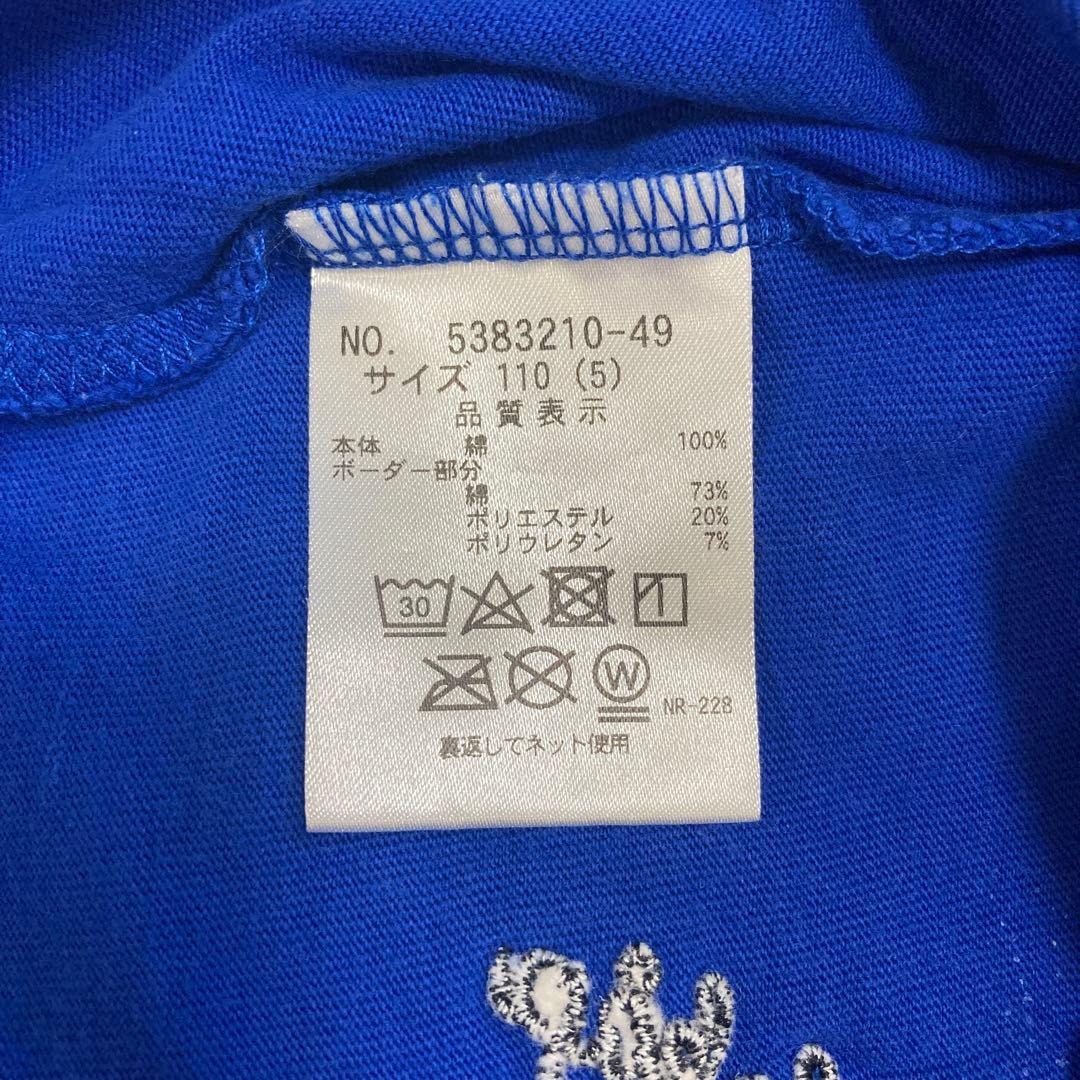 NO. 5383210-49
サイズ 110 (5)
品質表示
本体 綿 100%
ボーダー部分
綿 73%
ポリエステル 20%
ポリウレタン 7%
30
W
NR-228
裏返してネット使用